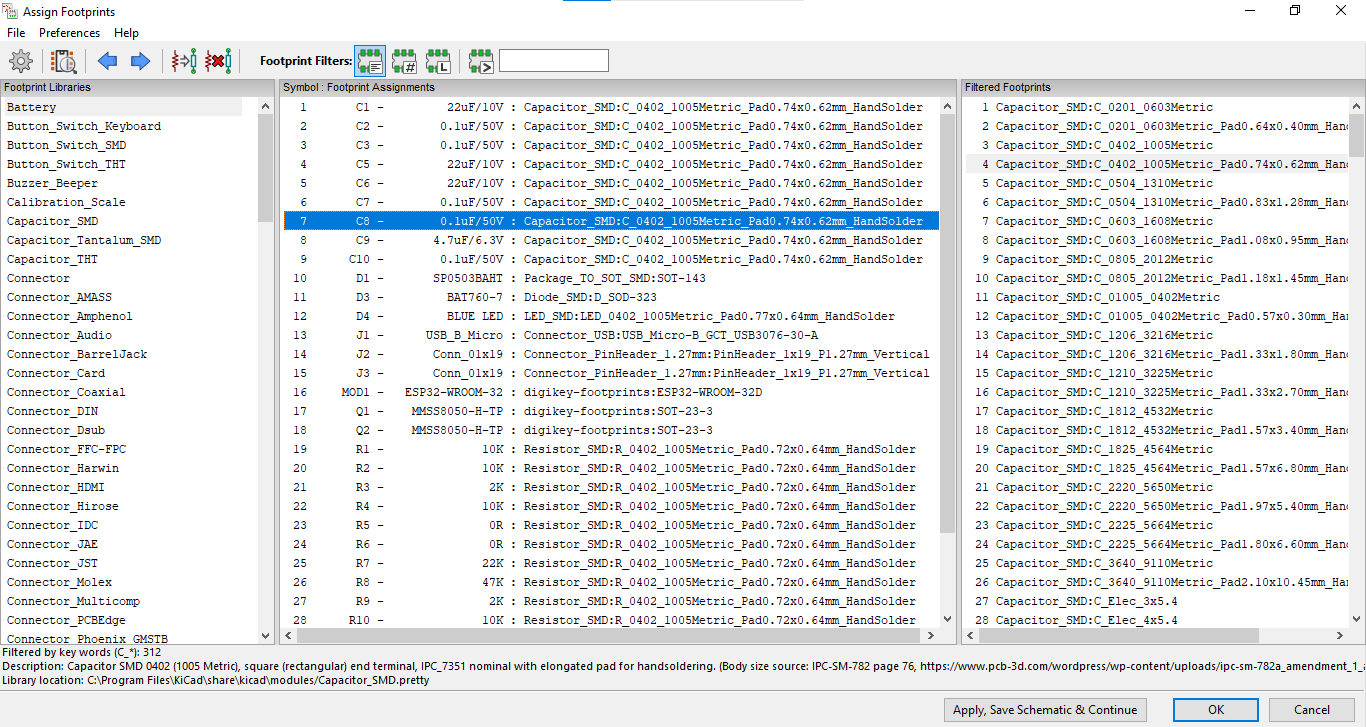 Assign Footprints
File Preferences Help
Footprint Filters:
Footprint Libraries
Battery
Button_Switch_Keyboard
Button_Switch_SMD
Button_Switch_THT
Buzzer_Beeper
Calibration_Scale
Capacitor_SMD
Capacitor_Tantalum_SMD
Capacitor_THT
Connector
Connector_AMASS
Connector_Amphenol
Connector_Audio
Connector_BarrelJack
Connector_Card
Connector_Coaxial
Connector_DIN
Connector_Dsub
Connector_FFC-FPC
Connector_Harwin
Connector_HDMI
Connector_Hirose
Connector_IDC
Connector_JAE
Connector_JST
Connector_Molex
Connector_Multicomp
Connector_PCBEdge
Connector_Phoenix_GMSTB
Symbol : Footprint Assignments
1 C1 - 22uF/10V : Capacitor_SMD:C_0402_1005Metric_Pad0.74x0.62mm_HandSolder
2 C2 - 0.1uF/50V : Capacitor_SMD:C_0402_1005Metric_Pad0.74x0.62mm_HandSolder
3 C3 - 0.1uF/50V : Capacitor_SMD:C_0402_1005Metric_Pad0.74x0.62mm_HandSolder
4 C5 - 22uF/10V : Capacitor_SMD:C_0402_1005Metric_Pad0.74x0.62mm_HandSolder
5 C6 - 22uF/10V : Capacitor_SMD:C_0402_1005Metric_Pad0.74x0.62mm_HandSolder
6 C7 - 0.1uF/50V : Capacitor_SMD:C_0402_1005Metric_Pad0.74x0.62mm_HandSolder
7 C8 - 0.1uF/50V : Capacitor_SMD:C_0402_1005Metric_Pad0.74x0.62mm_HandSolder
8 C9 - 4.7uF/6.3V : Capacitor_SMD:C_0402_1005Metric_Pad0.74x0.62mm_HandSolder
9 C10 - 0.1uF/50V : Capacitor_SMD:C_0402_1005Metric_Pad0.74x0.62mm_HandSolder
10 D1 - SP0503BAHT : Package_TO_SOT_SMD:SOT-143
11 D3 - BAT760-7 : Diode_SMD:D_SOD-323
12 D4 - BLUE LED : LED_SMD:LED_0402_1005Metric_Pad0.77x0.64mm_HandSolder
13 J1 - USB_B_Micro : Connector_USB:USB_Micro-B_GCT_USB3076-30-A
14 J2 - Conn_01x19 : Connector_PinHeader_1.27mm:PinHeader_1x19_P1.27mm_Vertical
15 J3 - Conn_01x19 : Connector_PinHeader_1.27mm:PinHeader_1x19_P1.27mm_Vertical
16 MOD1 - ESP32-WROOM-32 : digikey-footprints:ESP32-WROOM-32D
17 Q1 - MMSS8050-H-TP : digikey-footprints:SOT-23-3
18 Q2 - MMSS8050-H-TP : digikey-footprints:SOT-23-3
19 R1 - 10K : Resistor_SMD:R_0402_1005Metric_Pad0.72x0.64mm_HandSolder
20 R2 - 10K : Resistor_SMD:R_0402_1005Metric_Pad0.72x0.64mm_HandSolder
21 R3 - 2K : Resistor_SMD:R_0402_1005Metric_Pad0.72x0.64mm_HandSolder
22 R4 - 10K : Resistor_SMD:R_0402_1005Metric_Pad0.72x0.64mm_HandSolder
23 R5 - 0R : Resistor_SMD:R_0402_1005Metric_Pad0.72x0.64mm_HandSolder
24 R6 - 0R : Resistor_SMD:R_0402_1005Metric_Pad0.72x0.64mm_HandSolder
25 R7 - 22K : Resistor_SMD:R_0402_1005Metric_Pad0.72x0.64mm_HandSolder
26 R8 - 47K : Resistor_SMD:R_0402_1005Metric_Pad0.72x0.64mm_HandSolder
27 R9 - 2K : Resistor_SMD:R_0402_1005Metric_Pad0.72x0.64mm_HandSolder
28 R10 - 10K : Resistor_SMD:R_0402_1005Metric_Pad0.72x0.64mm_HandSolder
Filtered Footprints
1 Capacitor_SMD:C_0201_0603Metric
2 Capacitor_SMD:C_0201_0603Metric_Pad0.64x0.40mm_Han
3 Capacitor_SMD:C_0402_1005Metric
4 Capacitor_SMD:C_0402_1005Metric_Pad0.74x0.62mm_Han
5 Capacitor_SMD:C_0504_1310Metric
6 Capacitor_SMD:C_0504_1310Metric_Pad0.83x1.28mm_Han
7 Capacitor_SMD:C_0603_1608Metric
8 Capacitor_SMD:C_0603_1608Metric_Pad1.08x0.95mm_Han
9 Capacitor_SMD:C_0805_2012Metric
10 Capacitor_SMD:C_0805_2012Metric_Pad1.18x1.45mm_Han
11 Capacitor_SMD:C_01005_0402Metric
12 Capacitor_SMD:C_01005_0402Metric_Pad0.57x0.30mm_Ha
13 Capacitor_SMD:C_1206_3216Metric
14 Capacitor_SMD:C_1206_3216Metric_Pad1.33x1.80mm_Han
15 Capacitor_SMD:C_1210_3225Metric
16 Capacitor_SMD:C_1210_3225Metric_Pad1.33x2.70mm_Han
17 Capacitor_SMD:C_1812_4532Metric
18 Capacitor_SMD:C_1812_4532Metric_Pad1.57x3.40mm_Han
19 Capacitor_SMD:C_1825_4564Metric
20 Capacitor_SMD:C_1825_4564Metric_Pad1.57x6.80mm_Han
21 Capacitor_SMD:C_2220_5650Metric
22 Capacitor_SMD:C_2220_5650Metric_Pad1.97x5.40mm_Han
23 Capacitor_SMD:C_2225_5664Metric
24 Capacitor_SMD:C_2225_5664Metric_Pad1.80x6.60mm_Han
25 Capacitor_SMD:C_3640_9110Metric
26 Capacitor_SMD:C_3640_9110Metric_Pad2.10x10.45mm_Ha
27 Capacitor_SMD:C_Elec_3x5.4
28 Capacitor_SMD:C_Elec_4x5.4
Filtered by key words (C_*): 312
Description: Capacitor SMD 0402 (1005 Metric), square (rectangular) end terminal, IPC_7351 nominal with elongated pad for handsoldering. (Body size source: IPC-SM-782 page 76, https://www.pcb-3d.com/wordpress/wp-content/uploads/ipc-sm-782a_amendment_1_a
Library location: C:\Program Files\KiCad\share\kicad\modules/Capacitor_SMD.pretty
Apply, Save Schematic & Continue OK Cancel